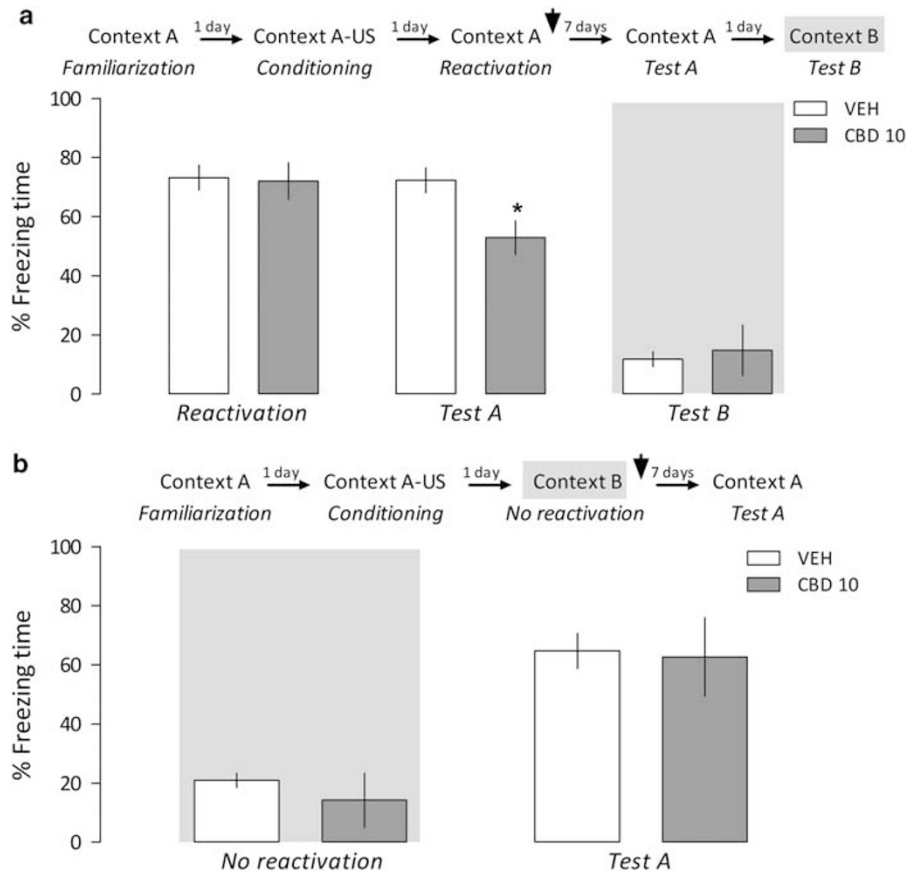 a
Context A 1 day Context A-US 1 day Context A 7 days Context A 1 day Context B
Familiarization Conditioning Reactivation Test A Test B
100
80
60
40
20
0
% Freezing time
VEH
CBD 10
*
Reactivation Test A Test B
b
Context A 1 day Context A-US 1 day Context B 7 days Context A
Familiarization Conditioning No reactivation Test A
100
80
60
40
20
0
% Freezing time
VEH
CBD 10
No reactivation Test A